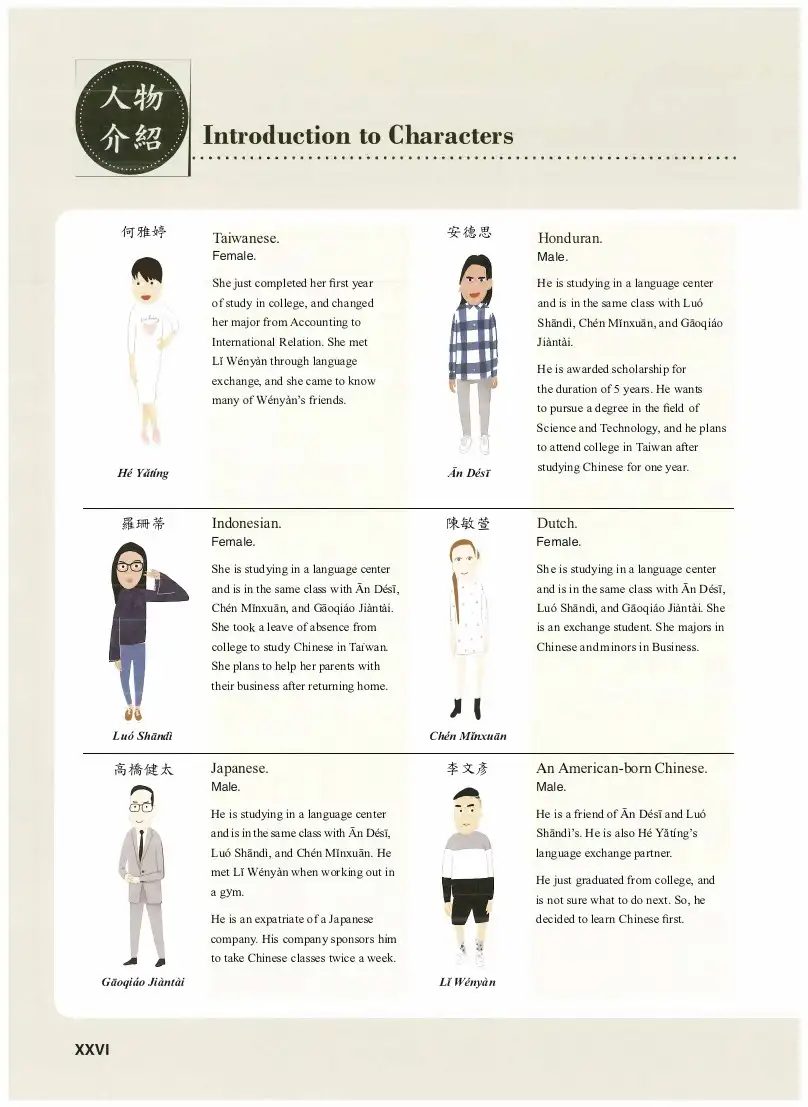 人物
介紹
Introduction to Characters
何雅婷
Taiwanese.
Female.
She just completed her first year
of study in college, and changed
her major from Accounting to
International Relation. She met
Lǐ Wényàn through language
exchange, and she came to know
many of Wényàn's friends.
Hé Yǎtíng
安德思
Honduran.
Male.
He is studying in a language center
and is in the same class with Luó
Shāndì, Chén Mǐnxuān, and Gāoqiáo
Jiàntài.
He is awarded scholarship for
the duration of 5 years. He wants
to pursue a degree in the field of
Science and Technology, and he plans
to attend college in Taiwan after
studying Chinese for one year.
Ān Désī
羅珊蒂
Indonesian.
Female.
She is studying in a language center
and is in the same class with Ān Désī,
Chén Mǐnxuān, and Gāoqiáo Jiàntài.
She took a leave of absence from
college to study Chinese in Taiwan.
She plans to help her parents with
their business after returning home.
Luó Shāndì
陳敏萱
Dutch.
Female.
She is studying in a language center
and is in the same class with Ān Désī,
Luó Shāndì, and Gāoqiáo Jiàntài. She
is an exchange student. She majors in
Chinese and minors in Business.
Chén Mǐnxuān
高橋健太
Japanese.
Male.
He is studying in a language center
and is in the same class with Ān Désī,
Luó Shāndì, and Chén Mǐnxuān. He
met Lǐ Wényàn when working out in
a gym.
He is an expatriate of a Japanese
company. His company sponsors him
to take Chinese classes twice a week.
Gāoqiáo Jiàntài
李文彥
An American-born Chinese.
Male.
He is a friend of Ān Désī and Luó
Shāndì's. He is also Hé Yǎtíng's
language exchange partner.
He just graduated from college, and
is not sure what to do next. So, he
decided to learn Chinese first.
Lǐ Wényàn
XXVI